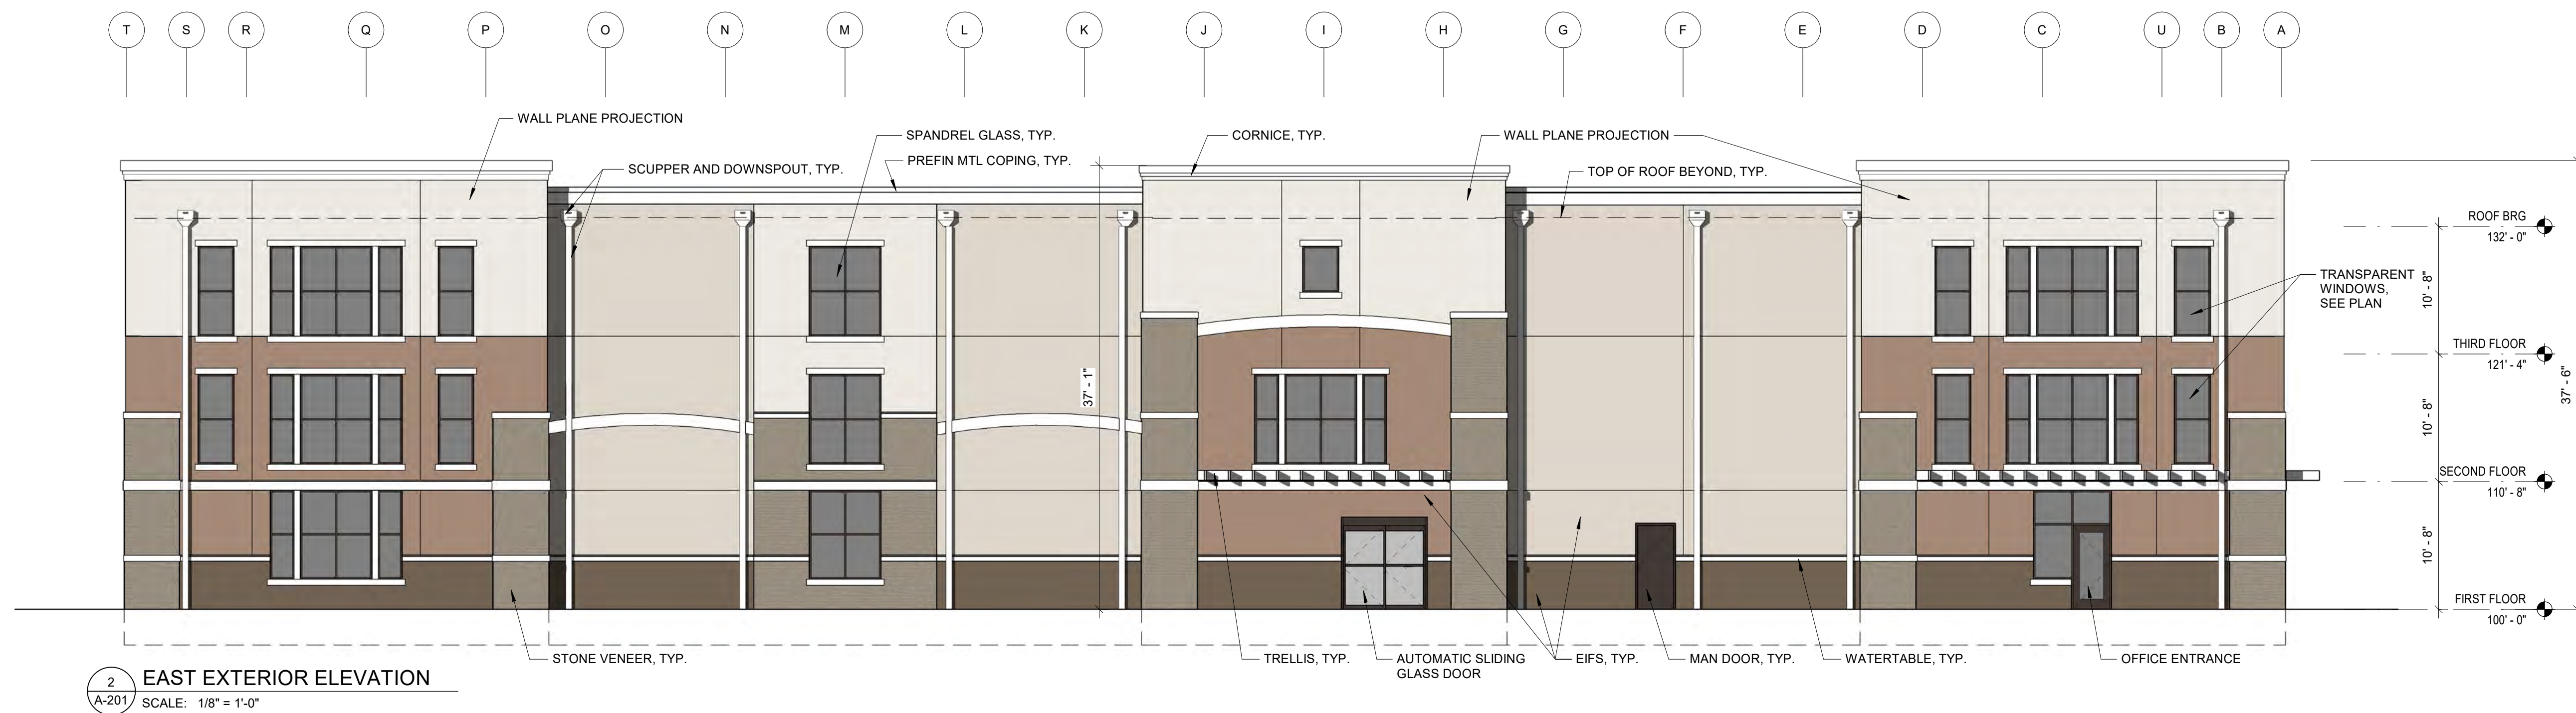 T S R Q P O N M L K J I H G F E D C U B A
WALL PLANE PROJECTION
SPANDREL GLASS, TYP.
CORNICE, TYP.
WALL PLANE PROJECTION
SCUPPER AND DOWNSPOUT, TYP.
PREFIN MTL COPING, TYP.
TOP OF ROOF BEYOND, TYP.
ROOF BRG
132' - 0"
TRANSPARENT
WINDOWS,
SEE PLAN
10' - 8"
THIRD FLOOR
121' - 4"
37' - 1"
37' - 6"
10' - 8"
SECOND FLOOR
110' - 8"
10' - 8"
FIRST FLOOR
100' - 0"
STONE VENEER, TYP.
TRELLIS, TYP.
AUTOMATIC SLIDING
GLASS DOOR
EIFS, TYP.
MAN DOOR, TYP.
WATERTABLE, TYP.
OFFICE ENTRANCE
2
A-201
EAST EXTERIOR ELEVATION
SCALE: 1/8" = 1'-0"